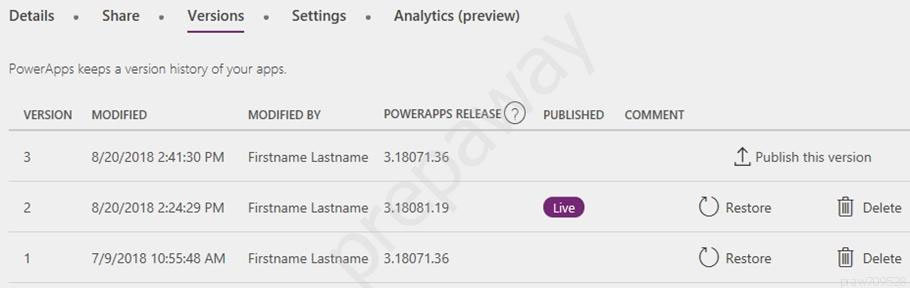 Details • Share • Versions • Settings • Analytics (preview)
PowerApps keeps a version history of your apps.
VERSION MODIFIED MODIFIED BY POWERAPPS RELEASE ? PUBLISHED COMMENT
3 8/20/2018 2:41:30 PM Firstname Lastname 3.18071.36 Publish this version
2 8/20/2018 2:24:29 PM Firstname Lastname 3.18081.19 Live Restore Delete
1 7/9/2018 10:55:48 AM Firstname Lastname 3.18071.36 Restore Delete
prepaway